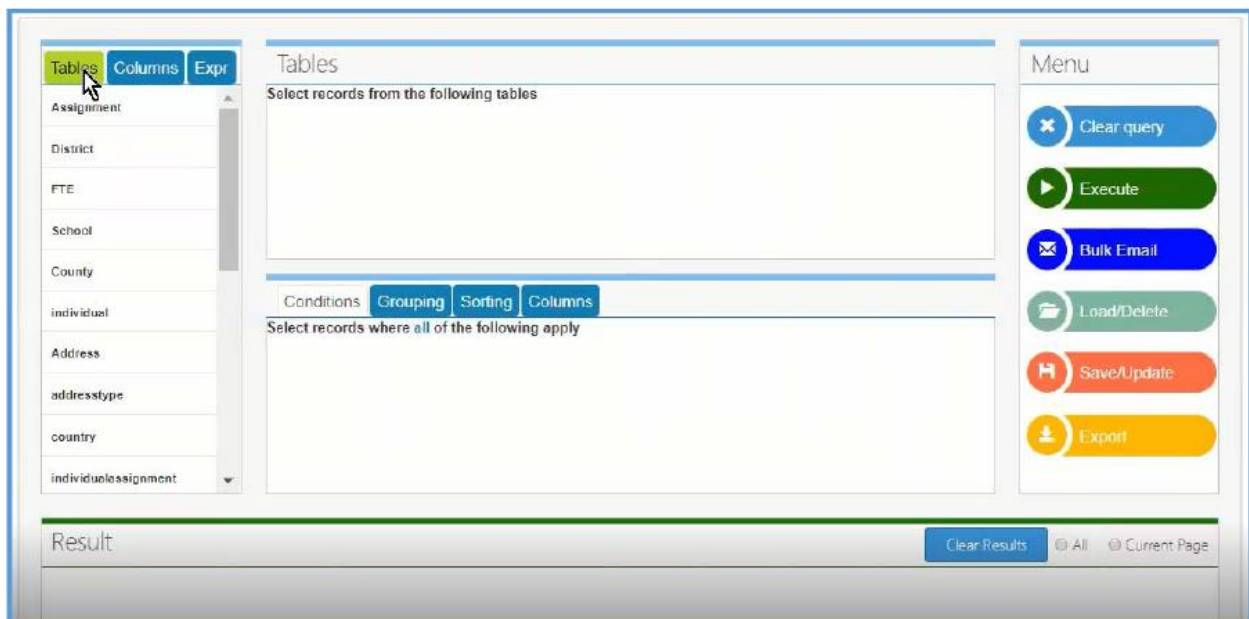 Tables Columns Expr
Assignment
District
FTE
School
County
individual
Address
addresstype
country
individualassignment
Tables
Select records from the following tables
Conditions Grouping Sorting Columns
Select records where all of the following apply
Menu
Clear query
Execute
Bulk Email
Load/Delete
Save/Update
Export
Result
Clear Results All Current Page